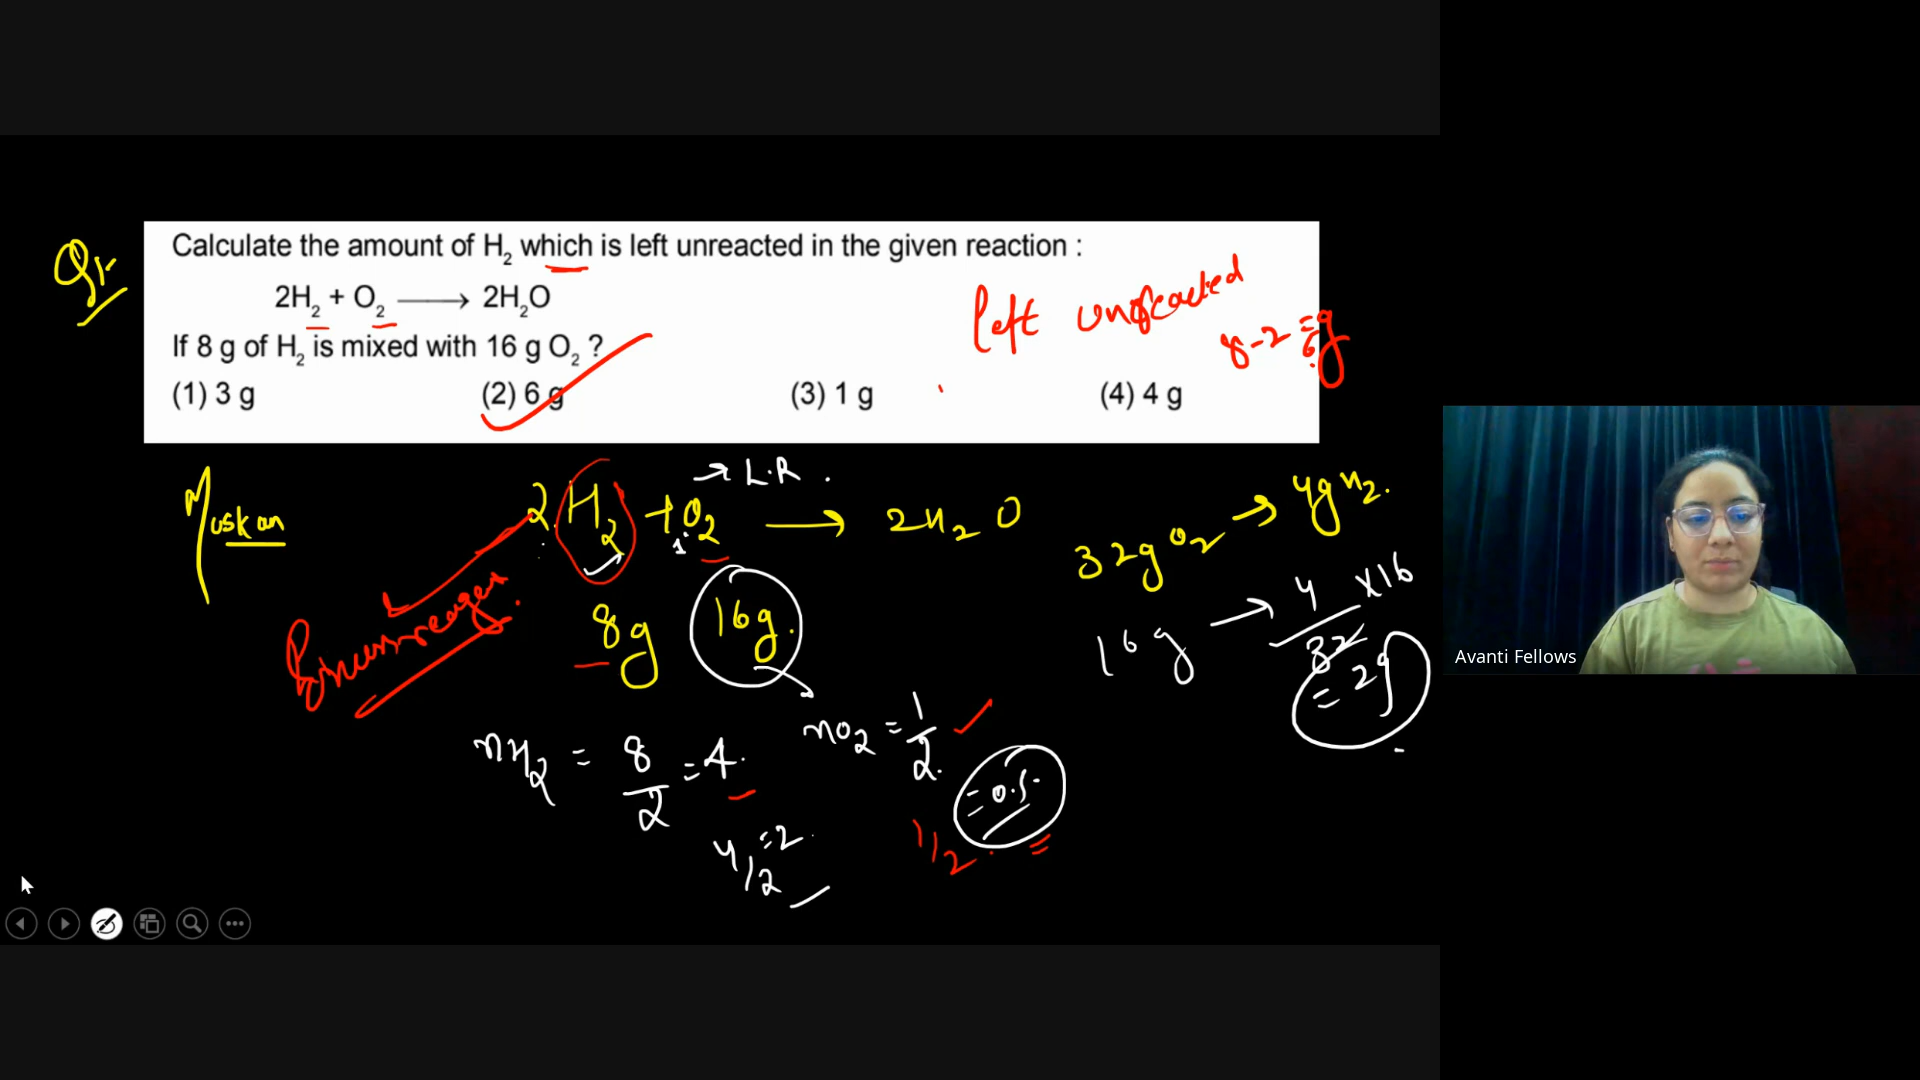 Q1.
Calculate the amount of H₂ which is left unreacted in the given reaction :
2H₂ + O₂ ⟶ 2H₂O
left unreacted
If 8 g of H₂ is mixed with 16 g O₂ ?
8-2 = 6g
(1) 3 g (2) 6 g (3) 1 g (4) 4 g
→ L.R.
Muskan
2H₂ + 1O₂ ⟶ 2H₂O
32g O₂ → 4g H₂.
8g 16g.
16g → 4/32 ×16
= 2g
nH₂ = 8/2 = 4.
nO₂ = 1/2.
= 0.5
4/2 = 2.
1/2.
Avanti Fellows